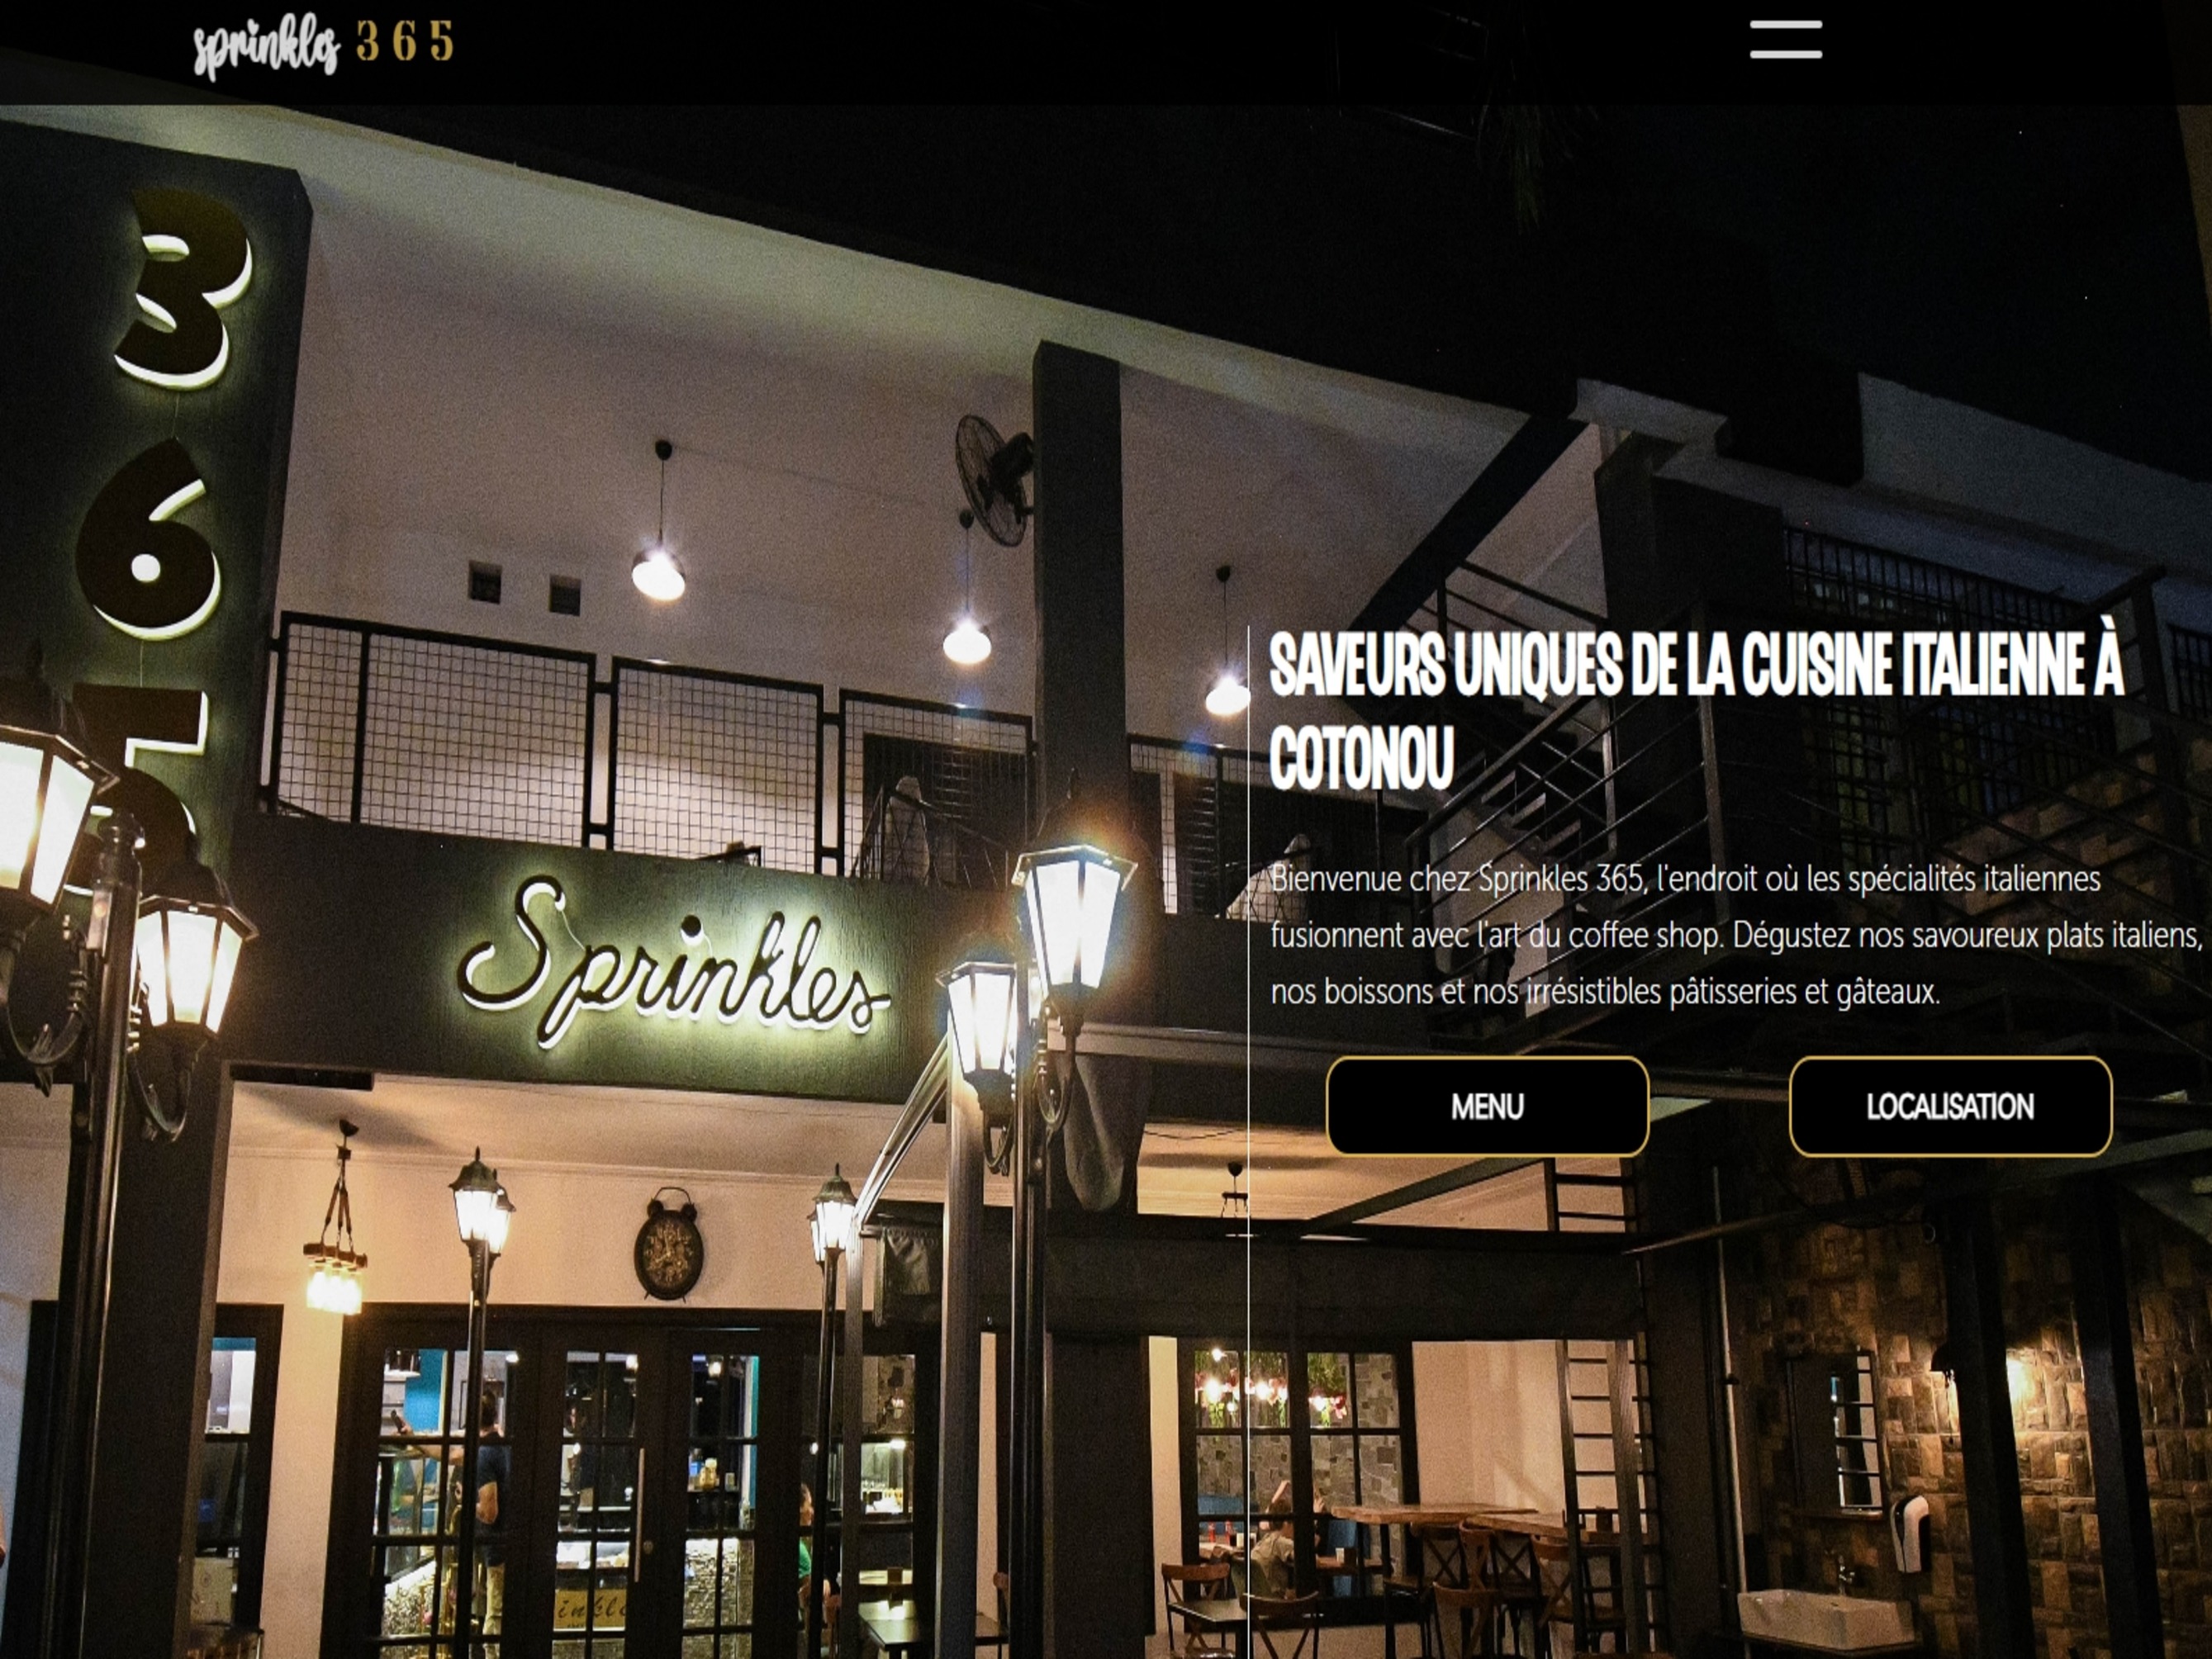 sprinkles 365
365
SAVEURS UNIQUES DE LA CUISINE ITALIENNE À
COTONOU
Bienvenue chez Sprinkles 365, l'endroit où les spécialités italiennes
fusionnent avec l'art du coffee shop. Dégustez nos savoureux plats italiens,
nos boissons et nos irrésistibles pâtisseries et gâteaux.
Sprinkles
MENU LOCALISATION
inkl